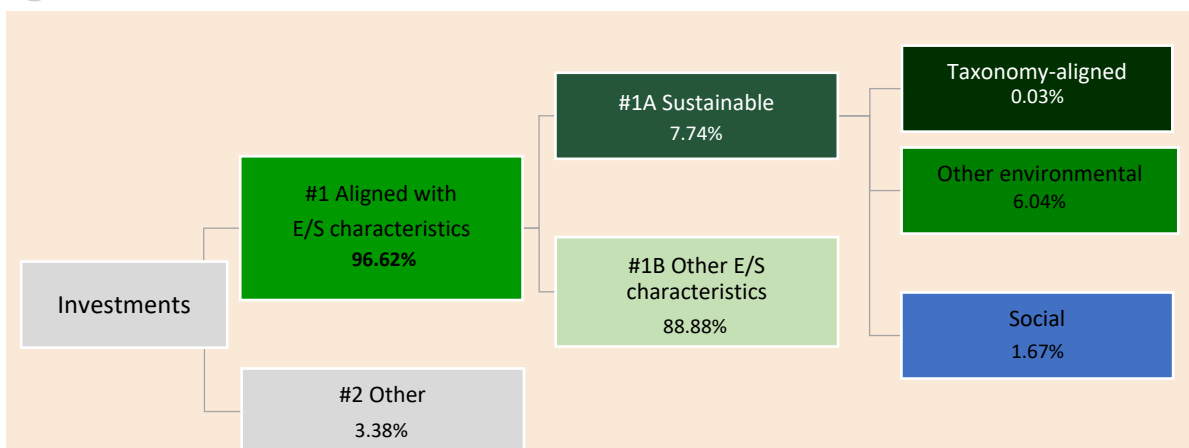 Investments
#1 Aligned with
E/S characteristics
96.62%
#2 Other
3.38%
#1A Sustainable
7.74%
#1B Other E/S
characteristics
88.88%
Taxonomy-aligned
0.03%
Other environmental
6.04%
Social
1.67%